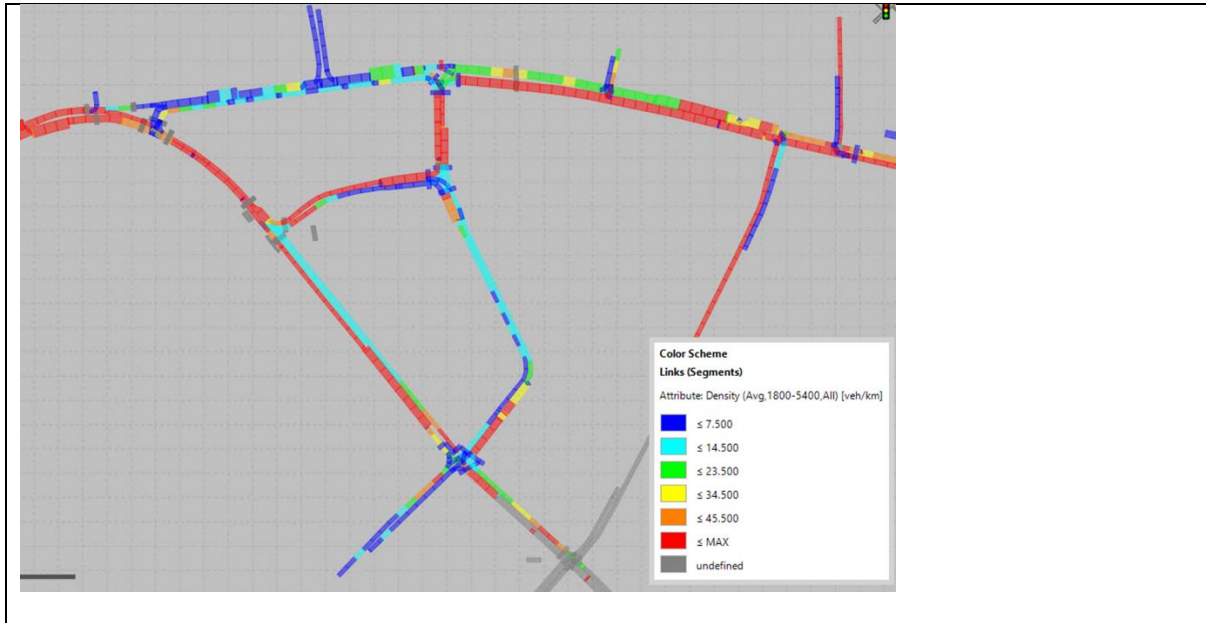 Color Scheme
Links (Segments)
Attribute: Density (Avg,1800-5400,All) [veh/km]
≤ 7.500
≤ 14.500
≤ 23.500
≤ 34.500
≤ 45.500
≤ MAX
undefined